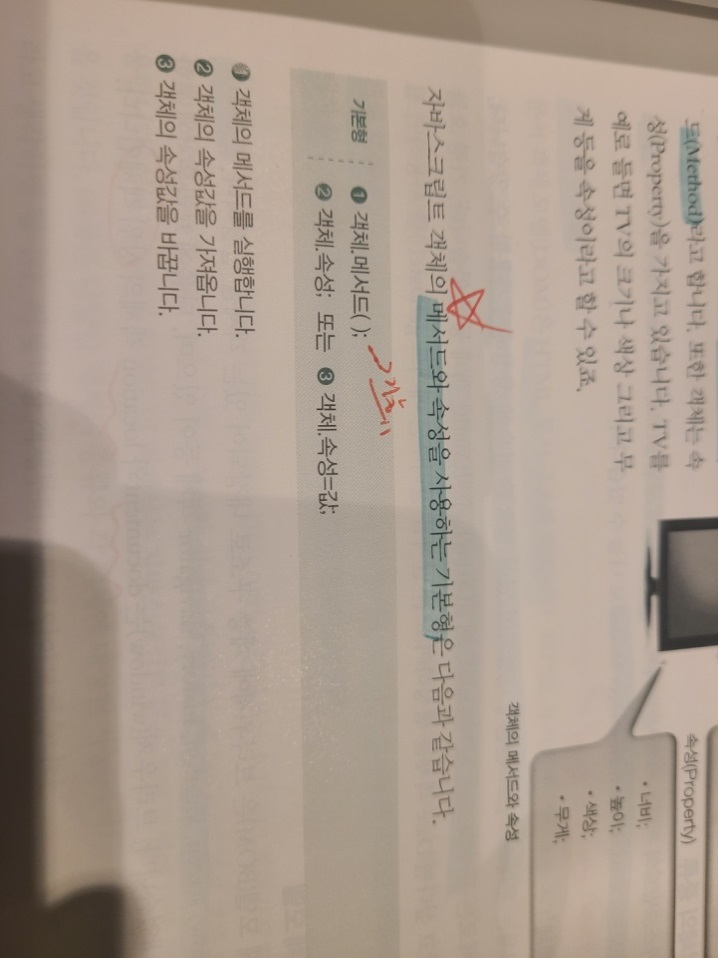 드(Method)라고 합니다. 또한 객체는 속
성(Property)을 가지고 있습니다. TV를
예로 들면 TV의 크기나 색상 그리고 무
게 등을 속성이라고 할 수 있죠.
속성(Property)
• 너비;
• 높이;
• 색상;
• 무게;
객체의 메서드와 속성
자바스크립트 객체의 메서드와 속성을 사용하는 기본형은 다음과 같습니다.
기본형
❶ 객체.메서드( );
❷ 객체.속성; 또는 ❸ 객체.속성=값;
❶ 객체의 메서드를 실행합니다.
❷ 객체의 속성값을 가져옵니다.
❸ 객체의 속성값을 바꿉니다.